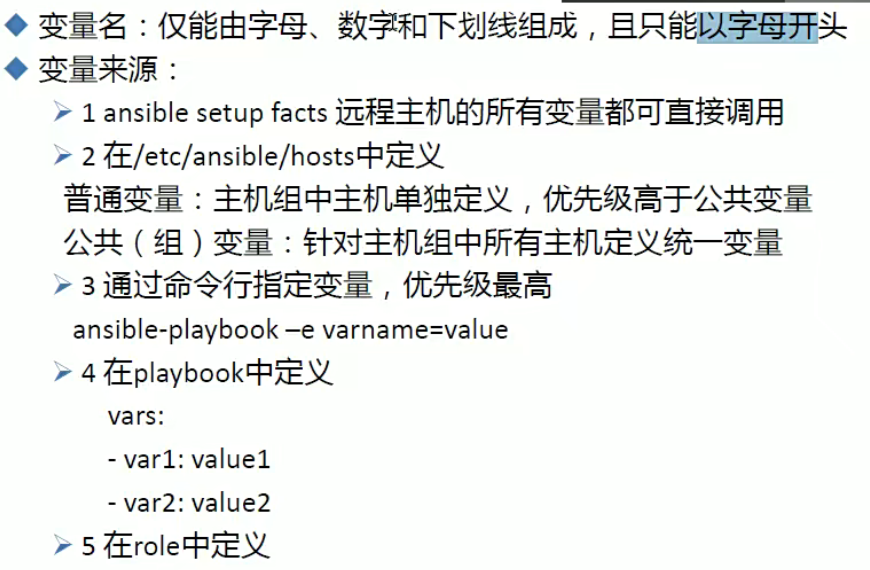 变量名：仅能由字母、数字和下划线组成，且只能以字母开头
变量来源：
1 ansible setup facts 远程主机的所有变量都可直接调用
2 在/etc/ansible/hosts中定义
普通变量：主机组中主机单独定义，优先级高于公共变量
公共（组）变量：针对主机组中所有主机定义统一变量
3 通过命令行指定变量，优先级最高
ansible-playbook –e varname=value
4 在playbook中定义
vars:
- var1: value1
- var2: value2
5 在role中定义